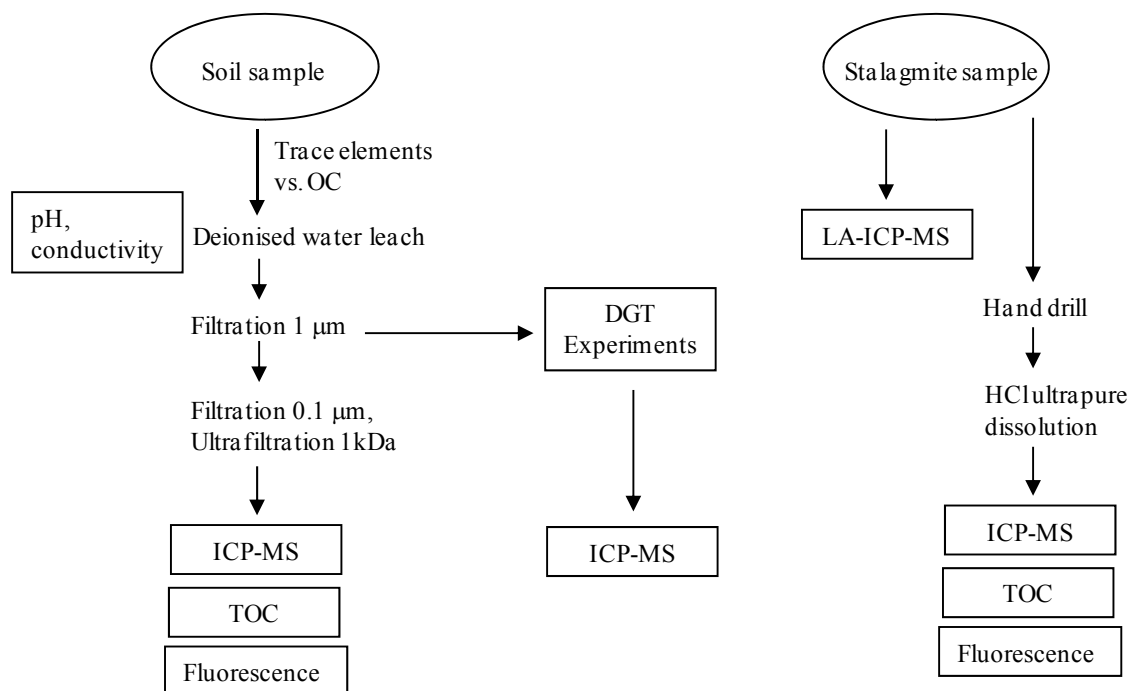 Soil sample
Trace elements
vs. OC
pH,
conductivity
Deionised water leach
Filtration 1 μm
DGT
Experiments
Filtration 0.1 μm,
Ultrafiltration 1kDa
ICP-MS
TOC
Fluorescence
ICP-MS
Stalagmite sample
LA-ICP-MS
Hand drill
HCl ultrapure
dissolution
ICP-MS
TOC
Fluorescence